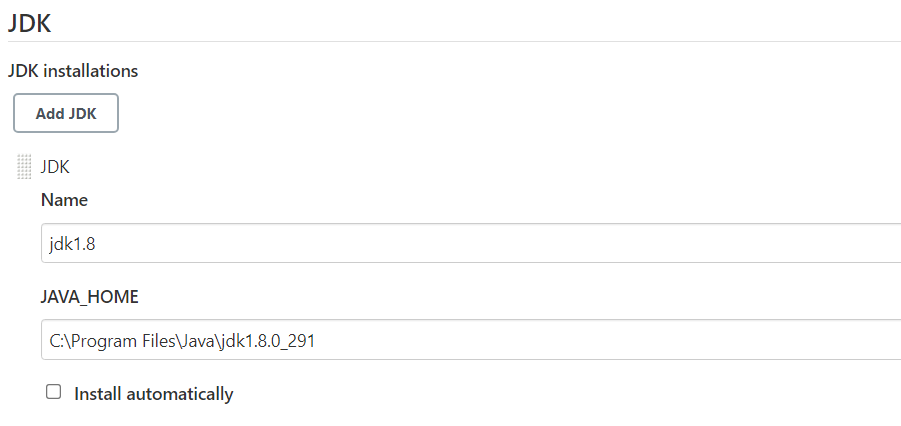 JDK
JDK installations
Add JDK
JDK
Name
jdk1.8
JAVA_HOME
C:\Program Files\Java\jdk1.8.0_291
Install automatically